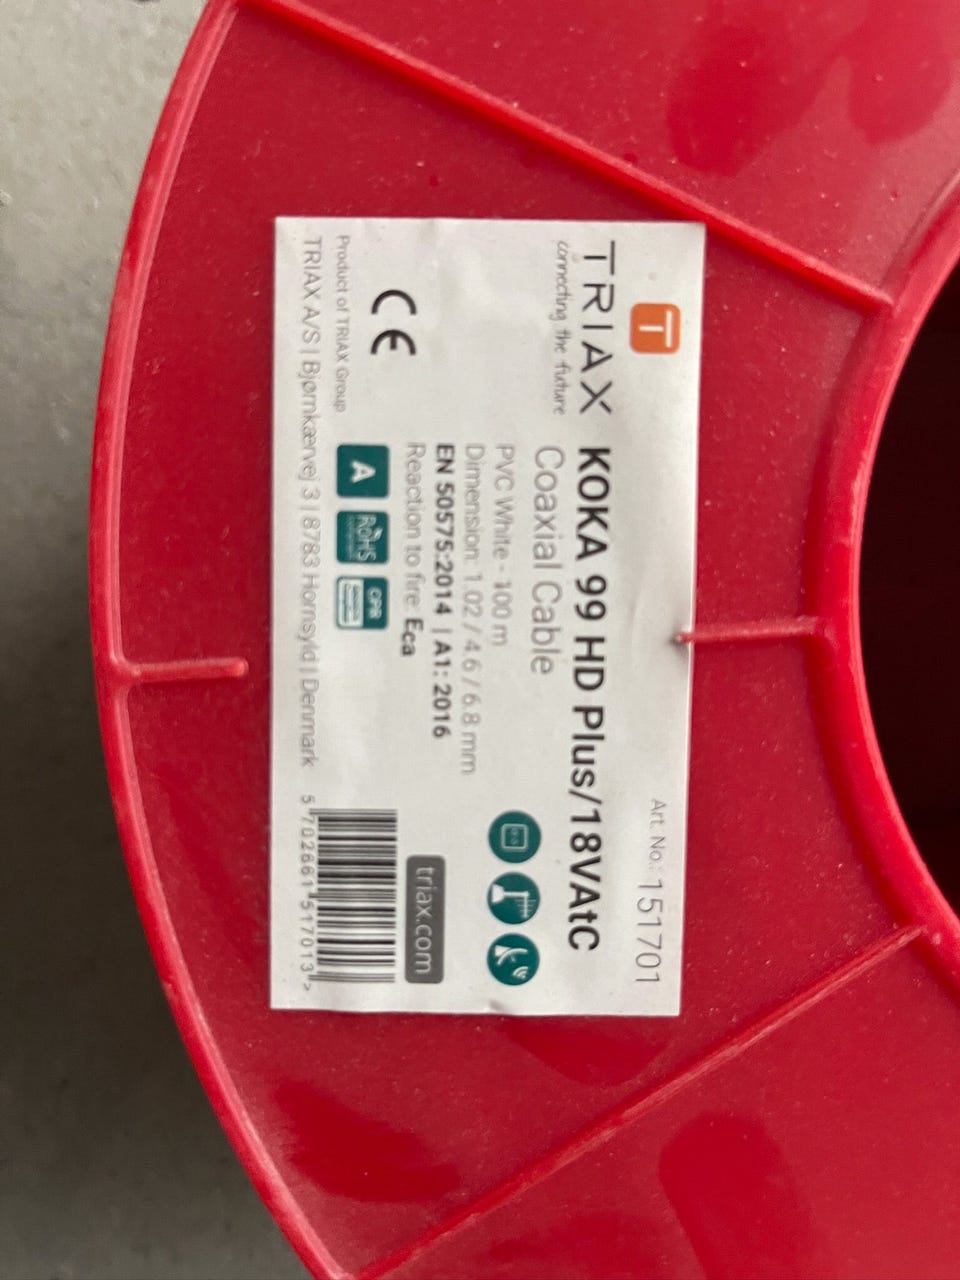 T
TRIAX
connecting the future
Art. No.: 151701
KOKA 99 HD Plus/18VAtC
Coaxial Cable
PVC White - 100 m
Dimension: 1.02 / 4.6 / 6.8 mm
EN 50575:2014 | A1: 2016
Reaction to fire: Eca
CE
triax.com
A
RoHS
CPR
Product of TRIAX Group
TRIAX A/S | Bjørnkærvej 3 | 8783 Hornsyld | Denmark
5 702661 517013 >